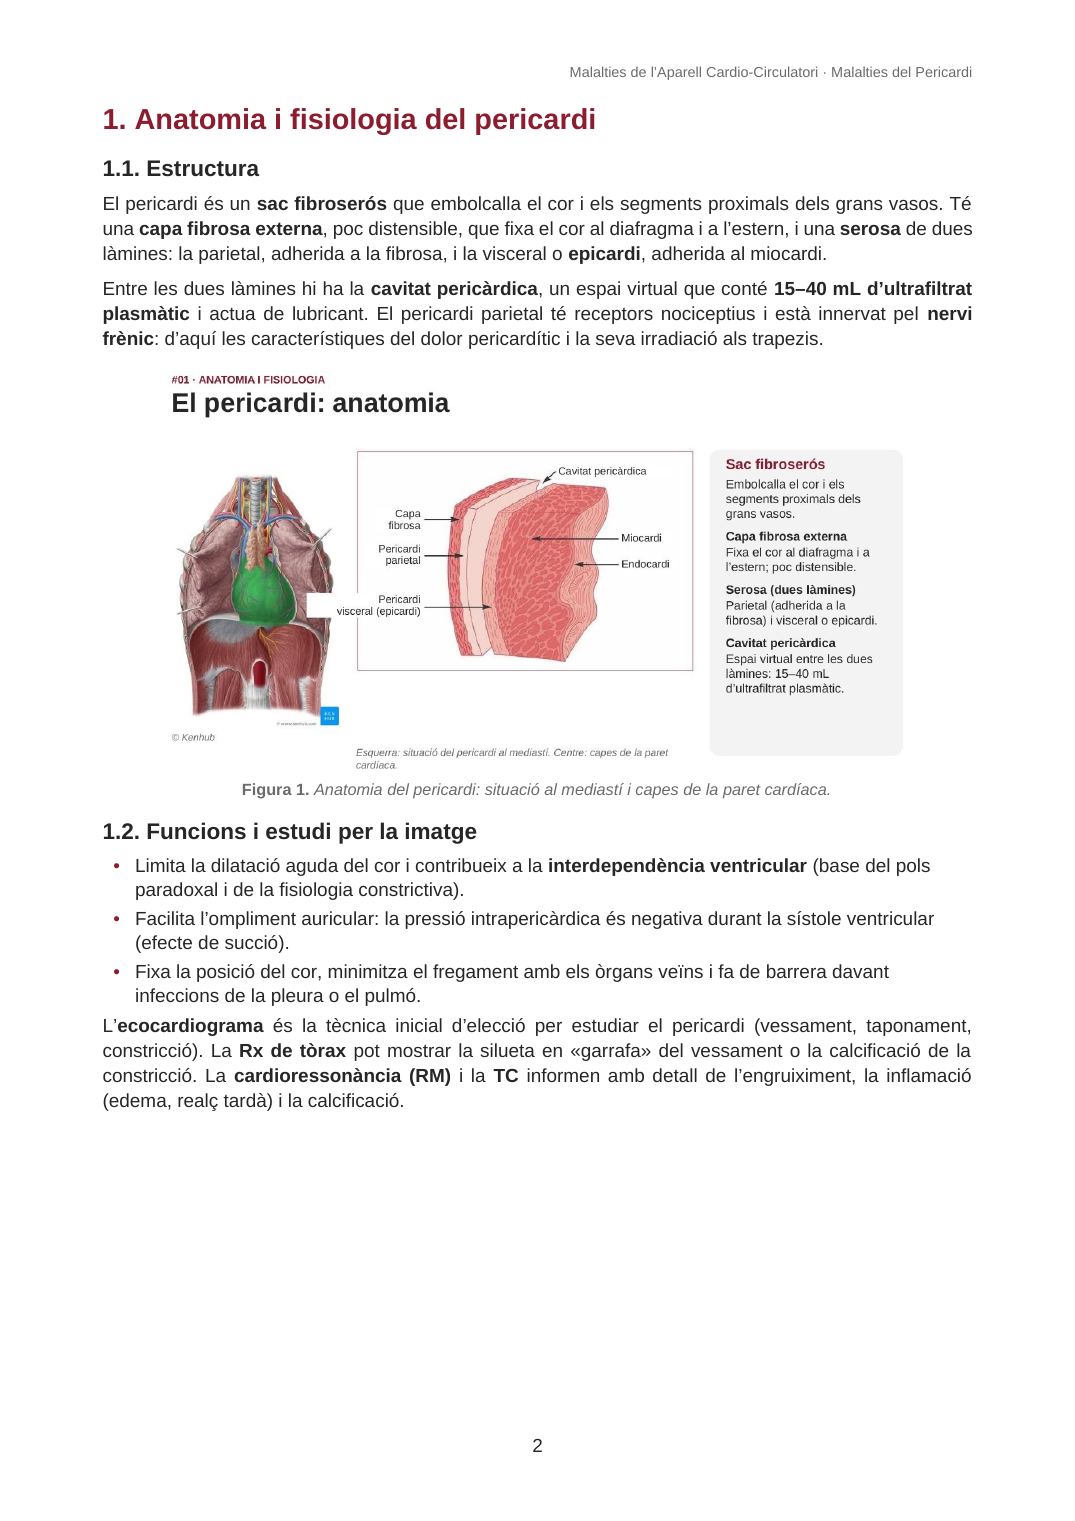 Malalties de l’Aparell Cardio-Circulatori · Malalties del Pericardi
1. Anatomia i fisiologia del pericardi
1.1. Estructura
El pericardi és un sac fibroserós que embolcalla el cor i els segments proximals dels grans vasos. Té
una capa fibrosa externa, poc distensible, que fixa el cor al diafragma i a l’estern, i una serosa de dues
làmines: la parietal, adherida a la fibrosa, i la visceral o epicardi, adherida al miocardi.
Entre les dues làmines hi ha la cavitat pericàrdica, un espai virtual que conté 15–40 mL d’ultrafiltrat
plasmàtic i actua de lubricant. El pericardi parietal té receptors nociceptius i està innervat pel nervi
frènic: d’aquí les característiques del dolor pericardític i la seva irradiació als trapezis.
#01 · ANATOMIA I FISIOLOGIA
El pericardi: anatomia
Cavitat pericàrdica
Capa
fibrosa
Pericardi
parietal
Pericardi
visceral (epicardi)
Miocardi
Endocardi
KEN
HUB
© Kenhub
Esquerra: situació del pericardi al mediastí. Centre: capes de la paret
cardíaca.
Sac fibroserós
Embolcalla el cor i els
segments proximals dels
grans vasos.
Capa fibrosa externa
Fixa el cor al diafragma i a
l’estern; poc distensible.
Serosa (dues làmines)
Parietal (adherida a la
fibrosa) i visceral o epicardi.
Cavitat pericàrdica
Espai virtual entre les dues
làmines: 15–40 mL
d’ultrafiltrat plasmàtic.
Figura 1. Anatomia del pericardi: situació al mediastí i capes de la paret cardíaca.
1.2. Funcions i estudi per la imatge
• Limita la dilatació aguda del cor i contribueix a la interdependència ventricular (base del pols
paradoxal i de la fisiologia constrictiva).
• Facilita l’ompliment auricular: la pressió intrapericàrdica és negativa durant la sístole ventricular
(efecte de succió).
• Fixa la posició del cor, minimitza el fregament amb els òrgans veïns i fa de barrera davant
infeccions de la pleura o el pulmó.
L’ecocardiograma és la tècnica inicial d’elecció per estudiar el pericardi (vessament, taponament,
constricció). La Rx de tòrax pot mostrar la silueta en «garrafa» del vessament o la calcificació de la
constricció. La cardioressonància (RM) i la TC informen amb detall de l’engruiximent, la inflamació
(edema, realç tardà) i la calcificació.
2